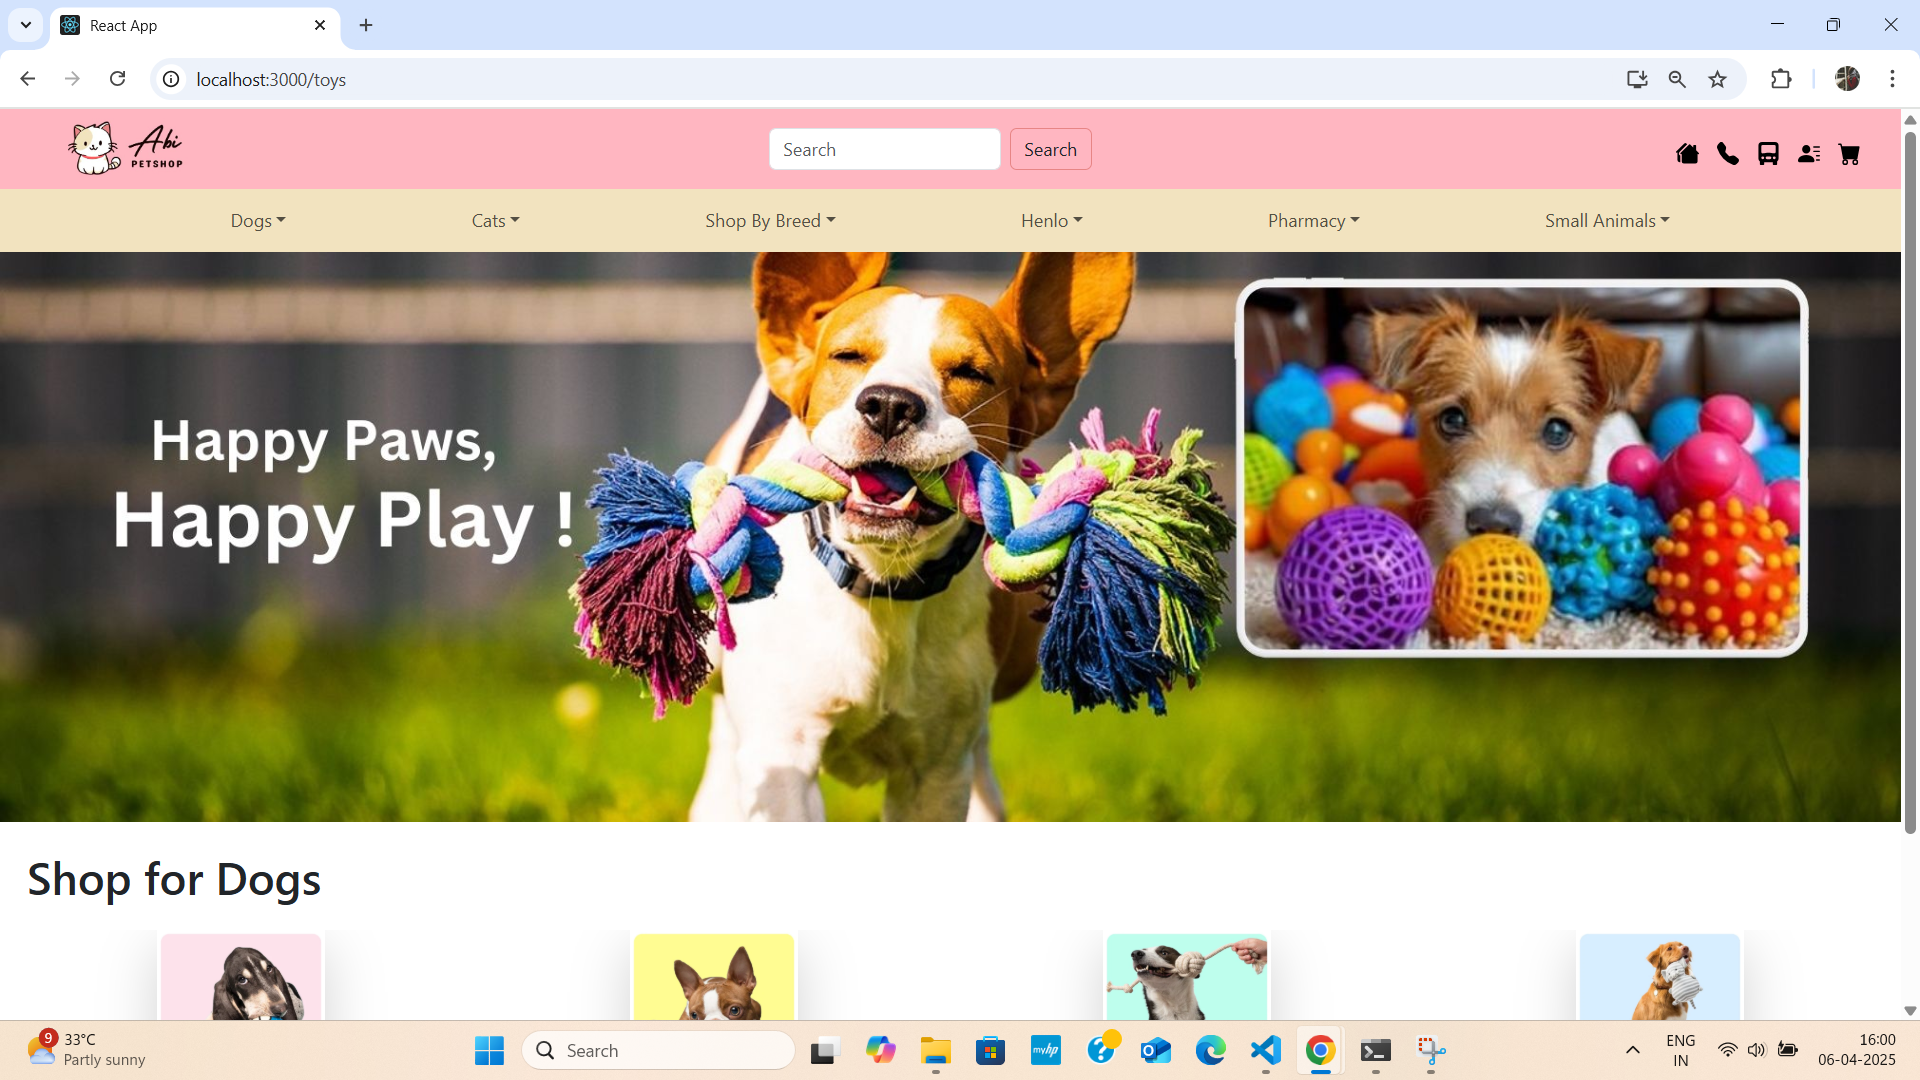 React App
localhost:3000/toys
Abi
PETSHOP
Search
Search
Dogs
Cats
Shop By Breed
Henlo
Pharmacy
Small Animals
Happy Paws,
Happy Play !
Shop for Dogs
9
33°C
Partly sunny
Search
myhp
ENG
IN
16:00
06-04-2025